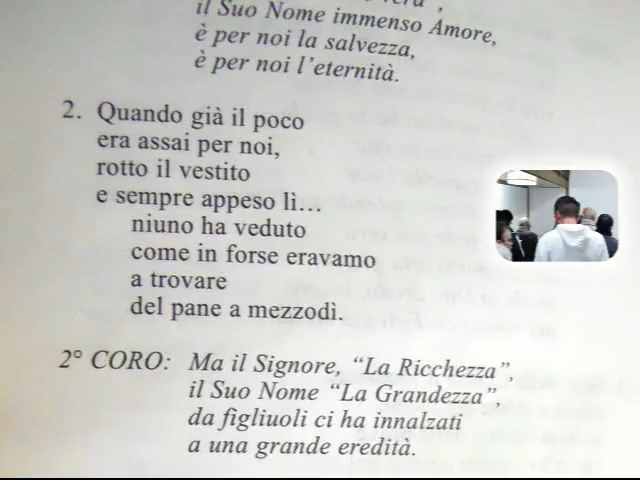 il Suo Nome immenso Amore,
è per noi la salvezza,
è per noi l'eternità.
2. Quando già il poco
era assai per noi,
rotto il vestito
e sempre appeso lì...
niuno ha veduto
come in forse eravamo
a trovare
del pane a mezzodì.
2° CORO: Ma il Signore, “La Ricchezza”,
il Suo Nome “La Grandezza”,
da figliuoli ci ha innalzati
a una grande eredità.